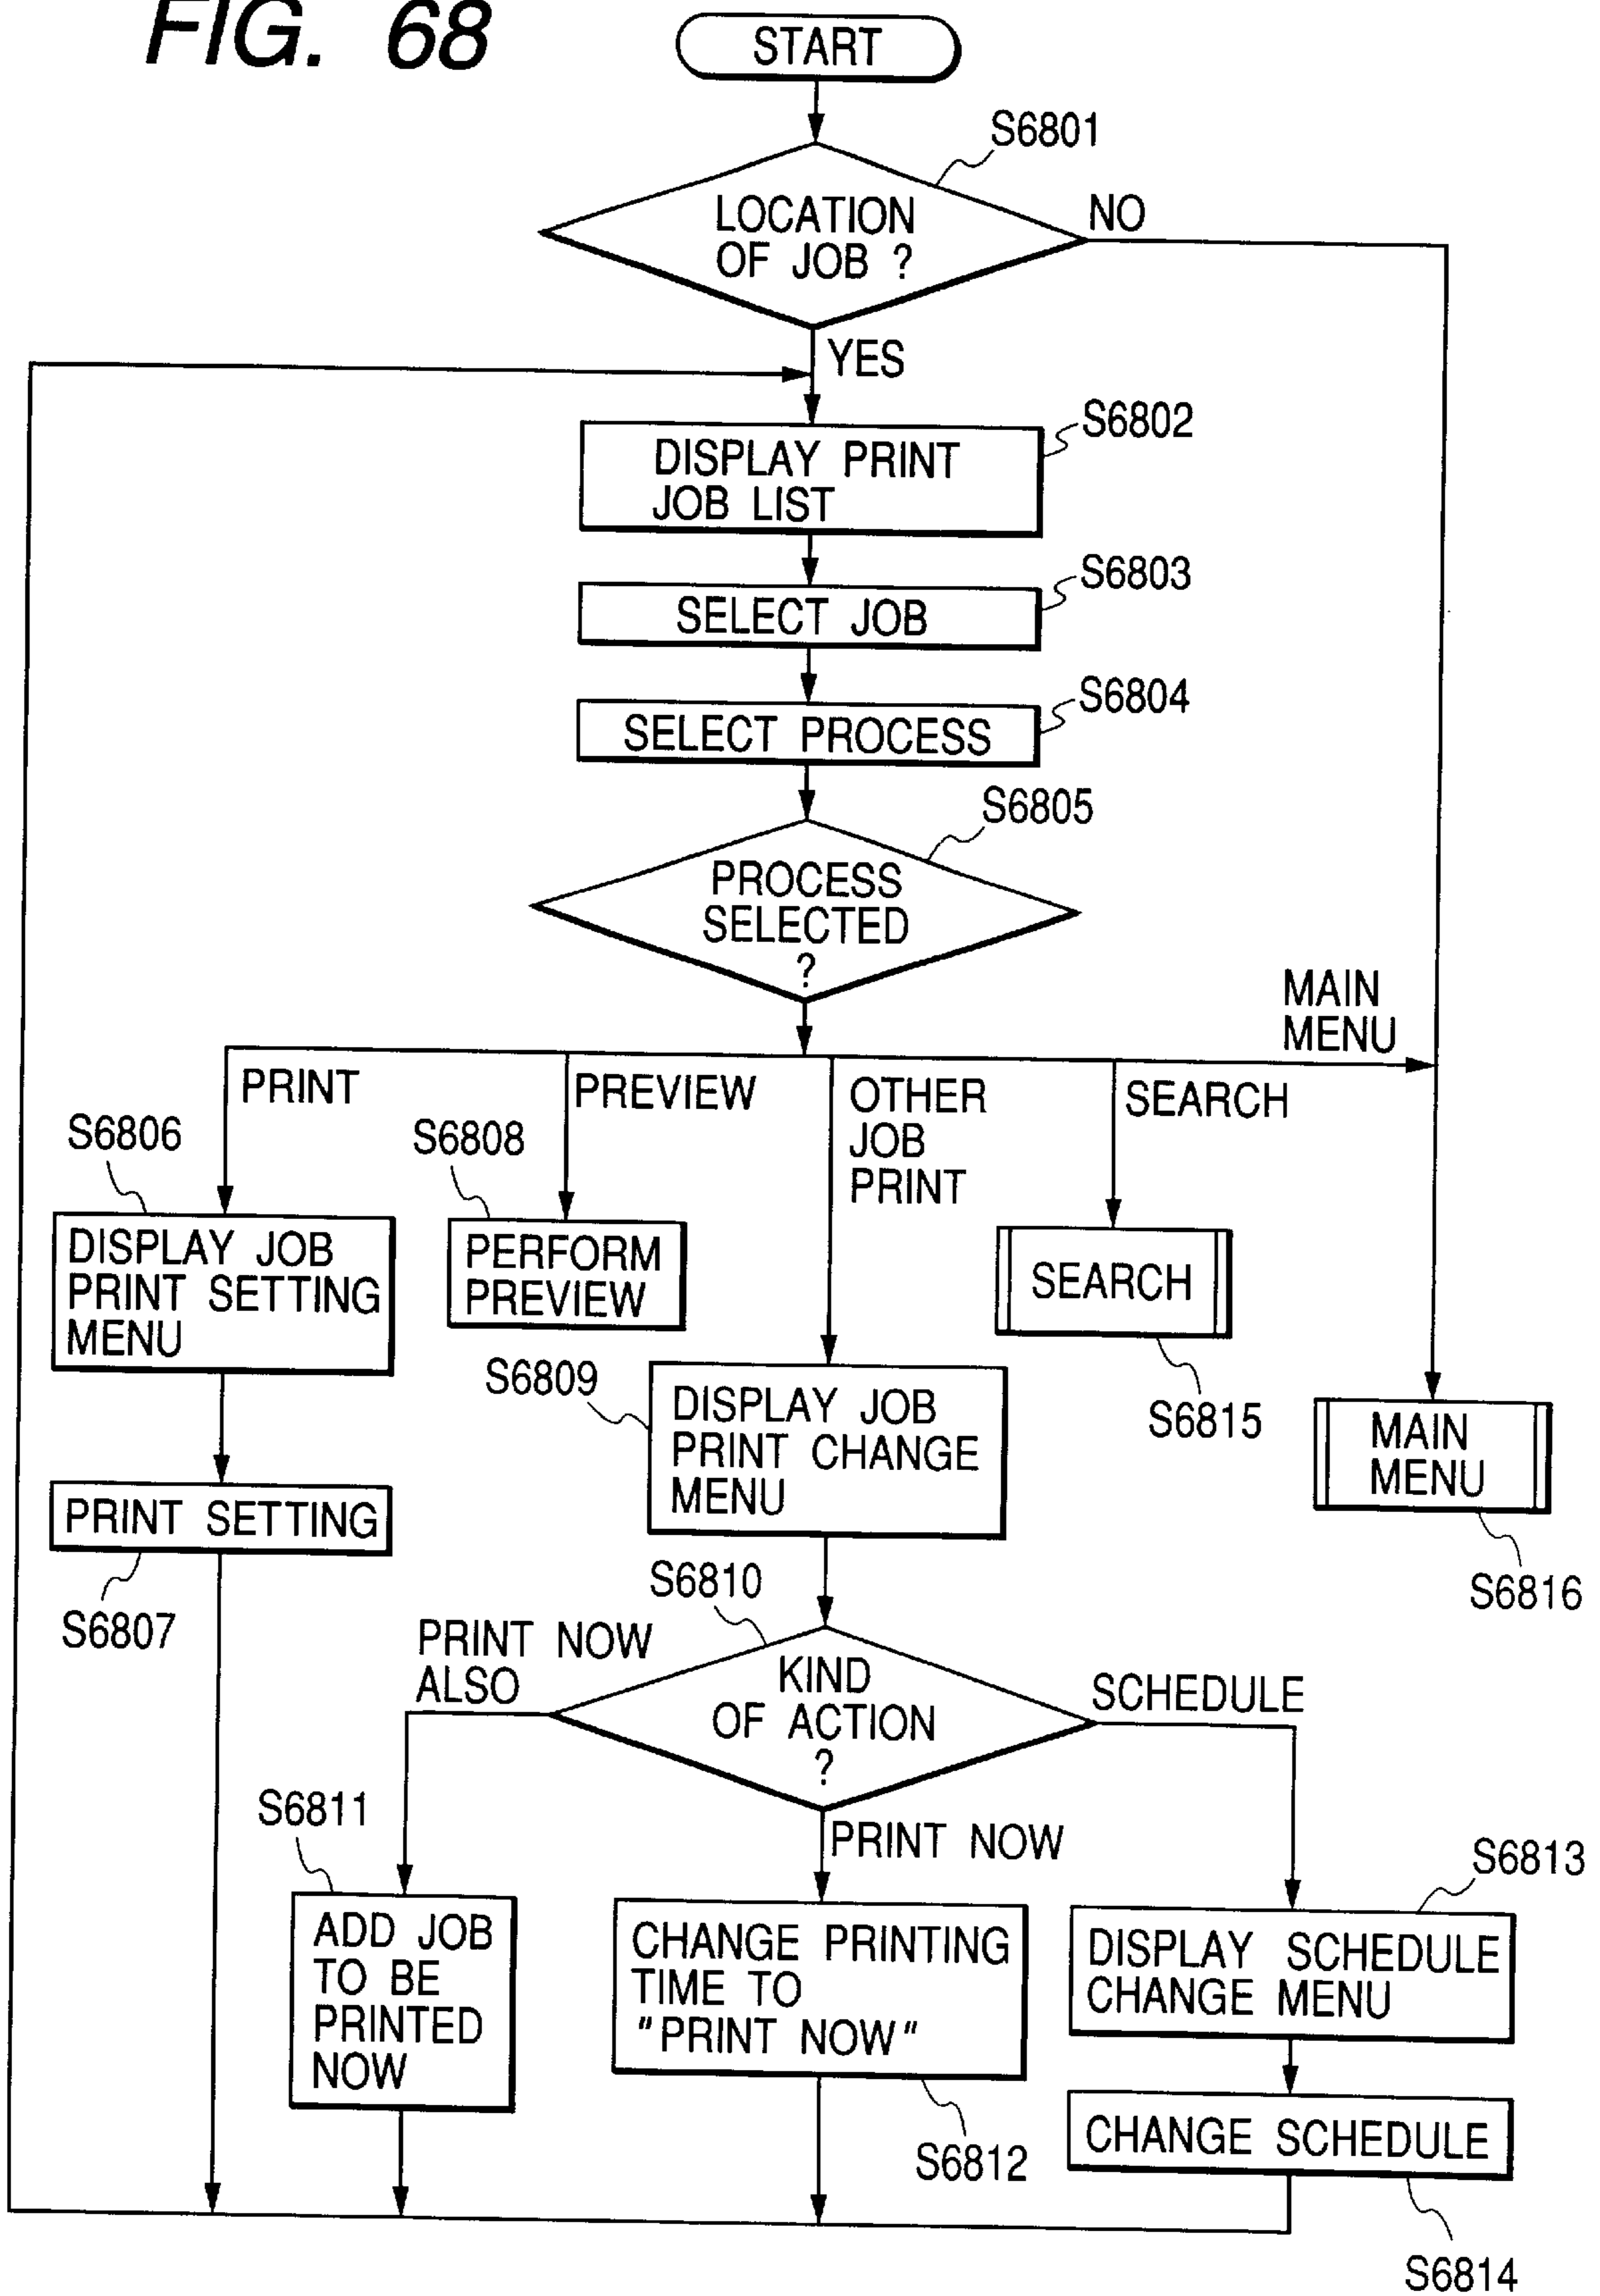 FIG. 68
START
S6801
LOCATION
OF JOB ?
NO
YES
S6802
DISPLAY PRINT
JOB LIST
S6803
SELECT JOB
S6804
SELECT PROCESS
S6805
PROCESS
SELECTED
?
MAIN
MENU
PRINT
PREVIEW
OTHER
JOB
PRINT
SEARCH
S6806
DISPLAY JOB
PRINT SETTING
MENU
S6808
PERFORM
PREVIEW
SEARCH
S6815
S6809
DISPLAY JOB
PRINT CHANGE
MENU
MAIN
MENU
S6816
PRINT SETTING
S6807
S6810
KIND
OF ACTION
?
PRINT NOW
ALSO
SCHEDULE
PRINT NOW
S6811
ADD JOB
TO BE
PRINTED
NOW
CHANGE PRINTING
TIME TO
"PRINT NOW"
S6812
S6813
DISPLAY SCHEDULE
CHANGE MENU
CHANGE SCHEDULE
S6814